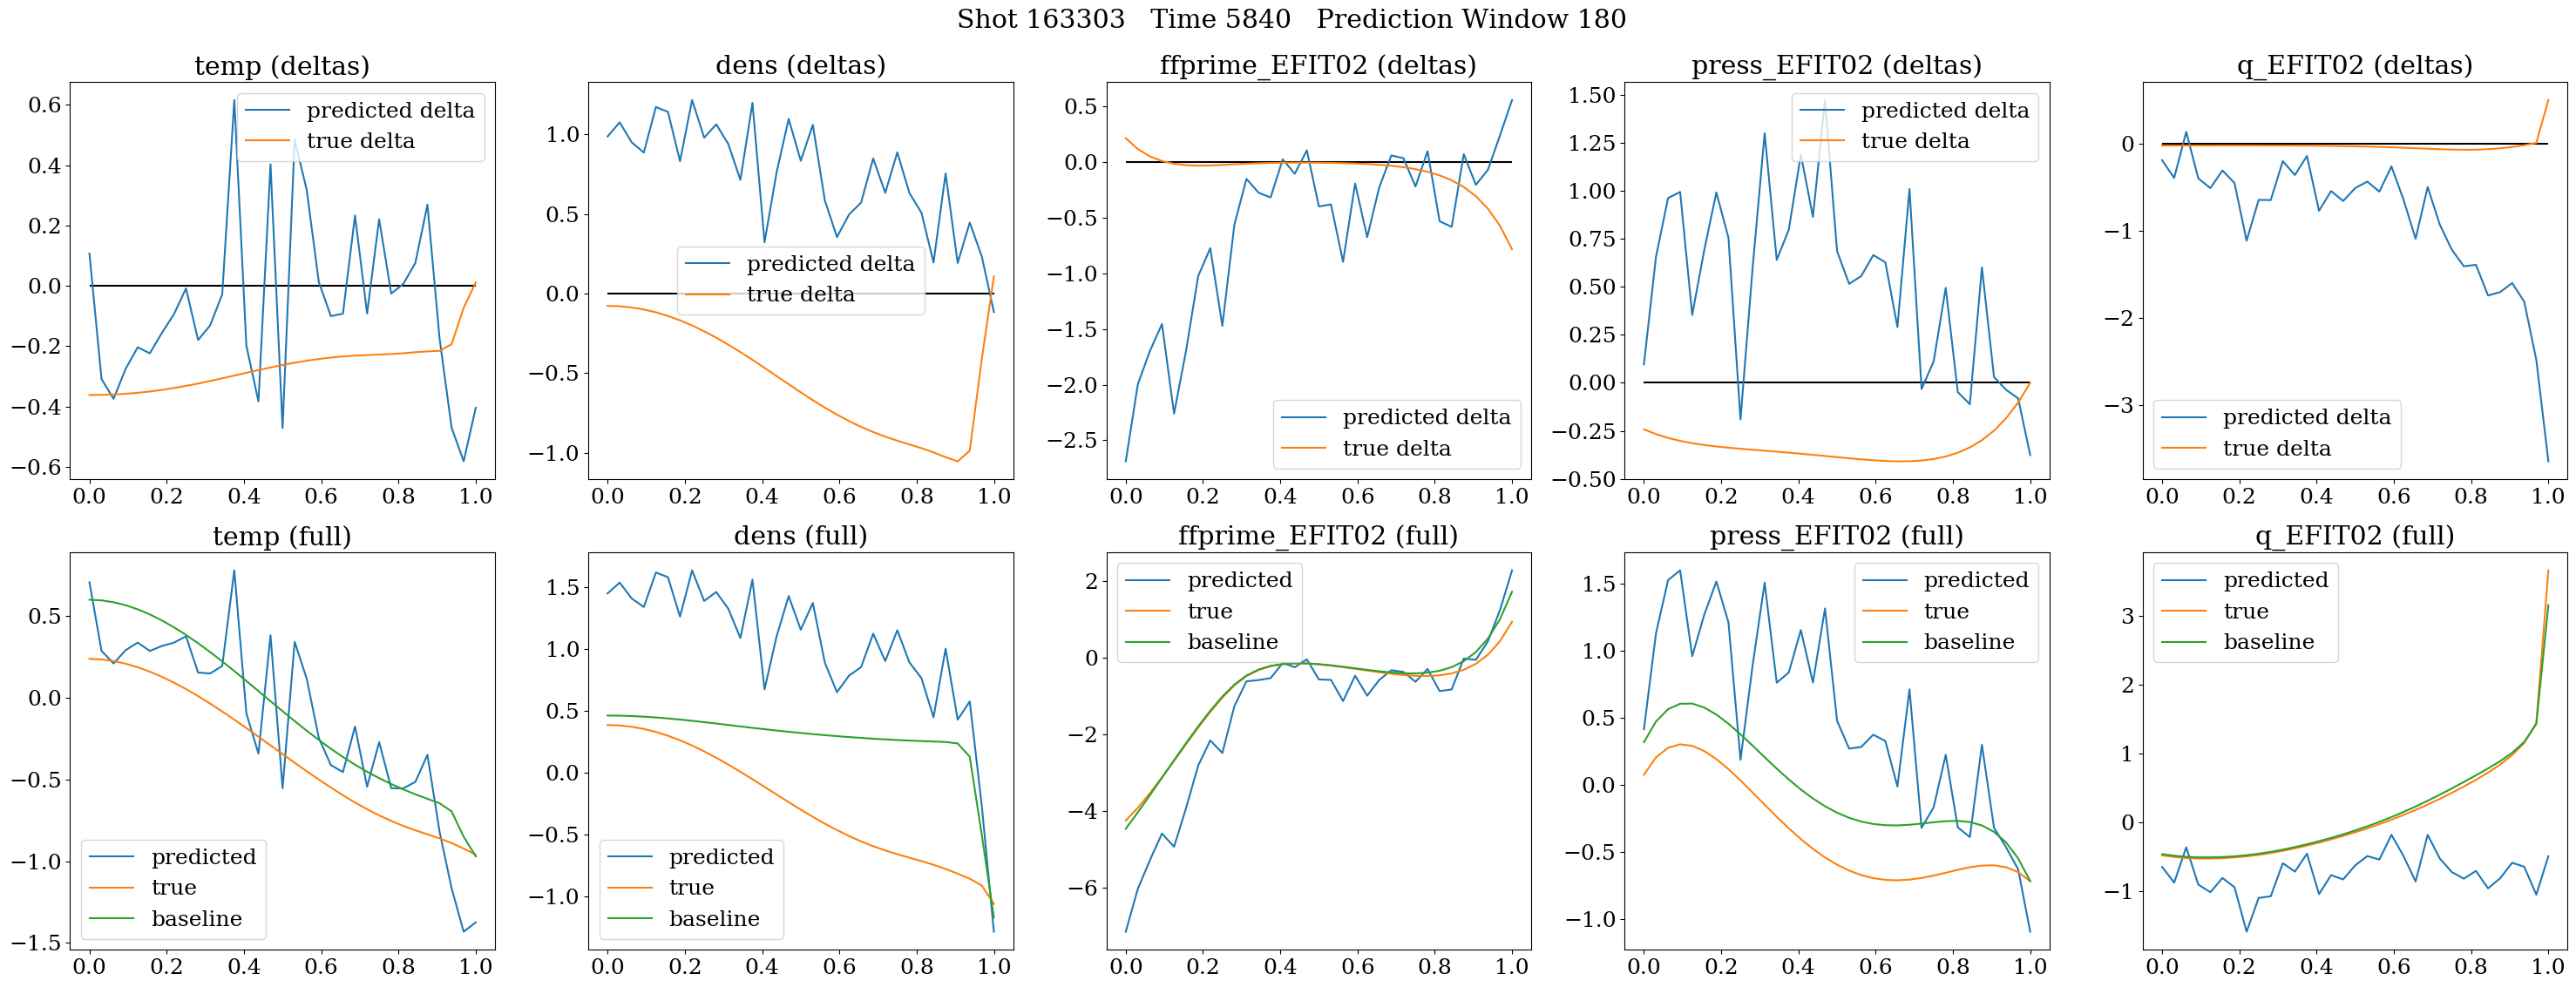 Shot 163303   Time 5840   Prediction Window 180
temp (deltas)
0.6
0.4
0.2
0.0
−0.2
−0.4
−0.6
0.0 0.2 0.4 0.6 0.8 1.0
predicted delta
true delta
dens (deltas)
1.0
0.5
0.0
−0.5
−1.0
0.0 0.2 0.4 0.6 0.8 1.0
predicted delta
true delta
ffprime_EFIT02 (deltas)
0.5
0.0
−0.5
−1.0
−1.5
−2.0
−2.5
0.0 0.2 0.4 0.6 0.8 1.0
predicted delta
true delta
press_EFIT02 (deltas)
1.50
1.25
1.00
0.75
0.50
0.25
0.00
−0.25
−0.50
0.0 0.2 0.4 0.6 0.8 1.0
predicted delta
true delta
q_EFIT02 (deltas)
0
−1
−2
−3
0.0 0.2 0.4 0.6 0.8 1.0
predicted delta
true delta
temp (full)
0.5
0.0
−0.5
−1.0
−1.5
0.0 0.2 0.4 0.6 0.8 1.0
predicted
true
baseline
dens (full)
1.5
1.0
0.5
0.0
−0.5
−1.0
0.0 0.2 0.4 0.6 0.8 1.0
predicted
true
baseline
ffprime_EFIT02 (full)
2
0
−2
−4
−6
0.0 0.2 0.4 0.6 0.8 1.0
predicted
true
baseline
press_EFIT02 (full)
1.5
1.0
0.5
0.0
−0.5
−1.0
0.0 0.2 0.4 0.6 0.8 1.0
predicted
true
baseline
q_EFIT02 (full)
3
2
1
0
−1
0.0 0.2 0.4 0.6 0.8 1.0
predicted
true
baseline